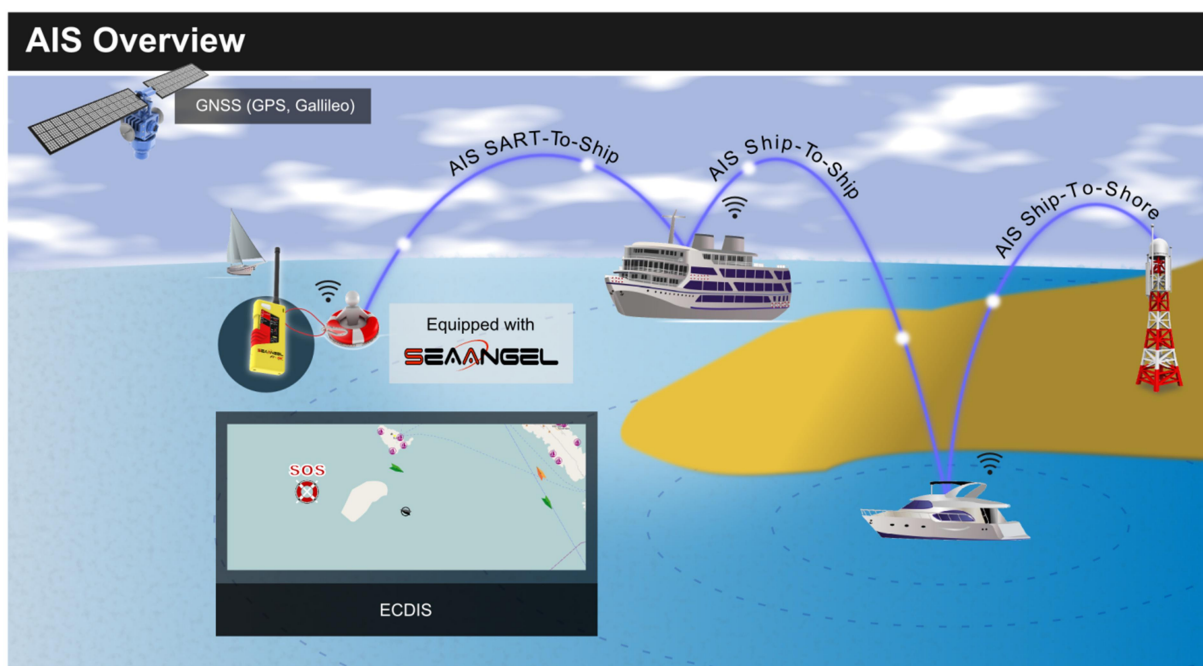 AIS Overview
GNSS (GPS, Gallileo)
AIS SART-To-Ship
AIS Ship-To-Ship
AIS Ship-To-Shore
Equipped with
SEAANGEL
SEAANGEL
SOS
ECDIS